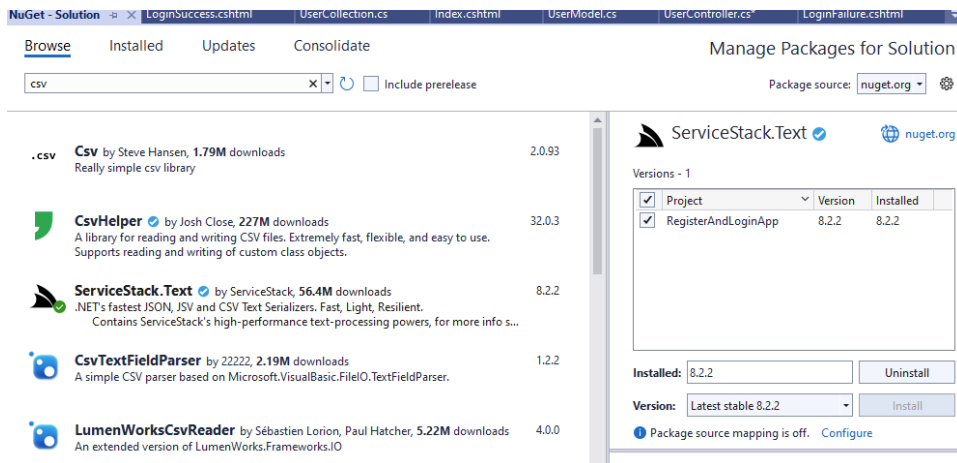 NuGet - Solution LoginSuccess.cshtml UserCollection.cs Index.cshtml UserModel.cs UserController.cs* LoginFailure.cshtml
Browse Installed Updates Consolidate
Manage Packages for Solution
csv
Include prerelease
Package source: nuget.org
.csv
Csv by Steve Hansen, 1.79M downloads
2.0.93
Really simple csv library
CsvHelper by Josh Close, 227M downloads
32.0.3
A library for reading and writing CSV files. Extremely fast, flexible, and easy to use.
Supports reading and writing of custom class objects.
ServiceStack.Text by ServiceStack, 56.4M downloads
8.2.2
.NET's fastest JSON, JSV and CSV Text Serializers. Fast, Light, Resilient.
Contains ServiceStack's high-performance text-processing powers, for more info s...
CsvTextFieldParser by 22222, 2.19M downloads
1.2.2
A simple CSV parser based on Microsoft.VisualBasic.FileIO.TextFieldParser.
LumenWorksCsvReader by Sébastien Lorion, Paul Hatcher, 5.22M downloads
4.0.0
An extended version of LumenWorks.Frameworks.IO
ServiceStack.Text
nuget.org
Versions - 1
Project Version Installed
RegisterAndLoginApp 8.2.2 8.2.2
Installed: 8.2.2 Uninstall
Version: Latest stable 8.2.2 Install
Package source mapping is off. Configure